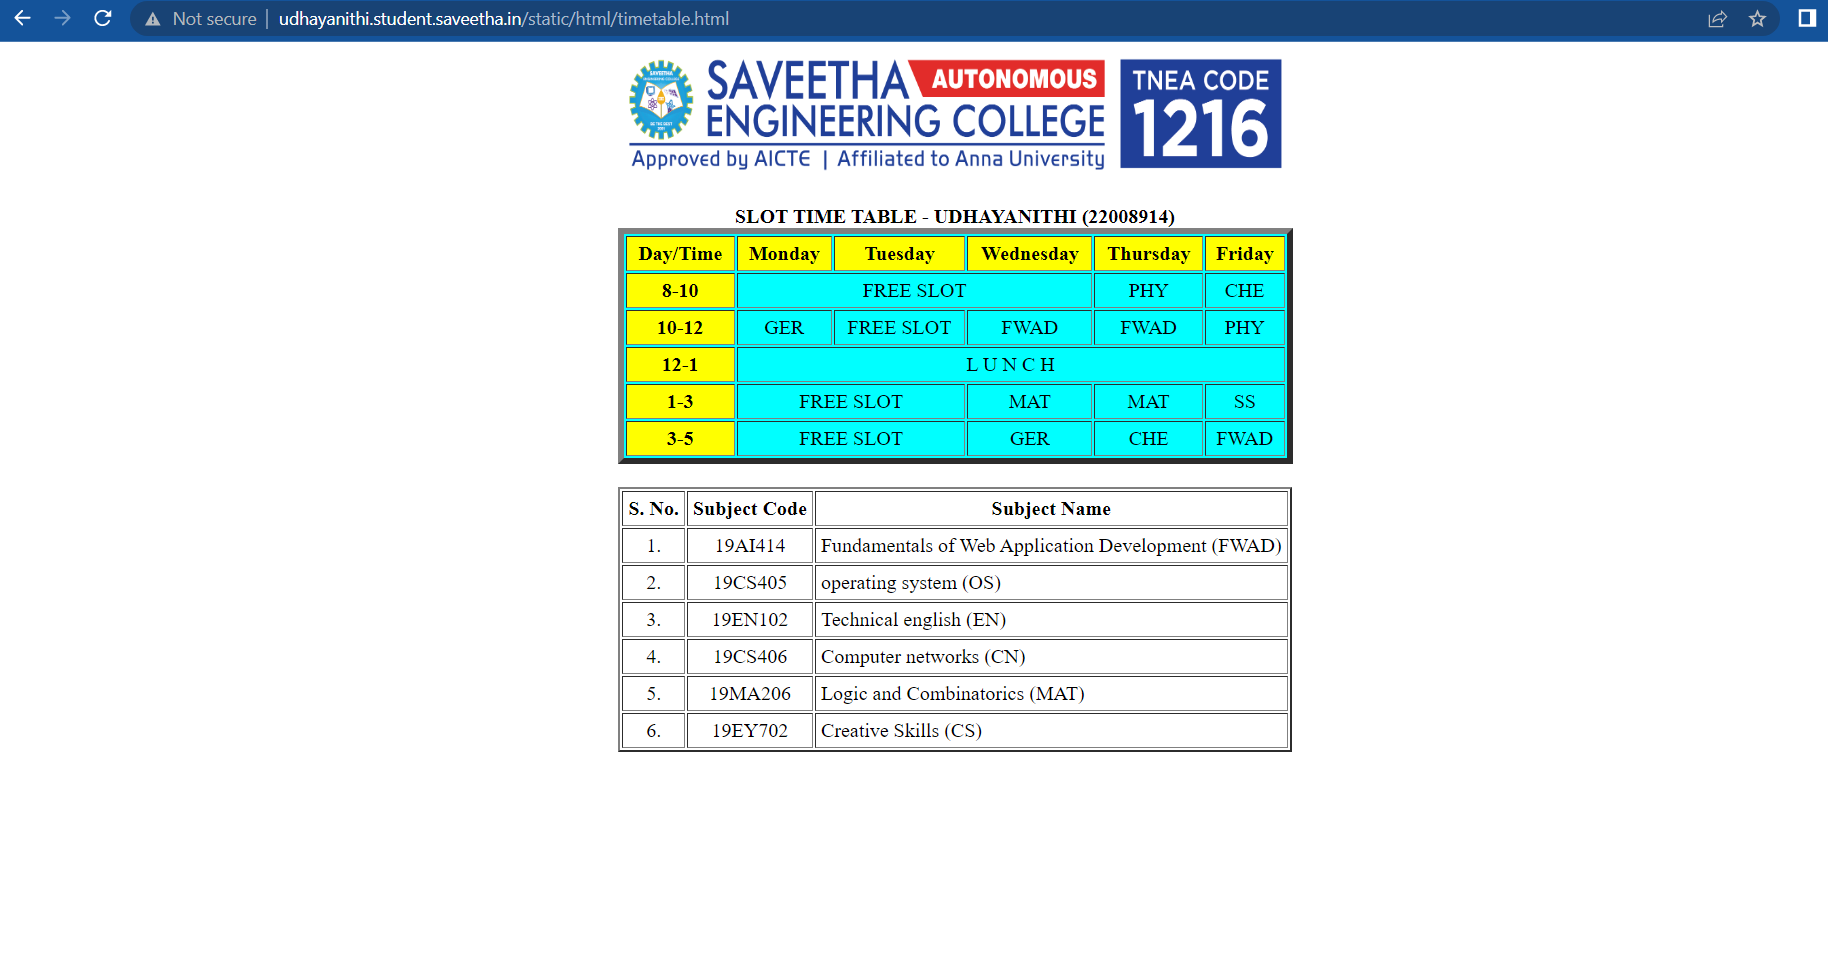 Not secure | udhayanithi.student.saveetha.in/static/html/timetable.html
SAVEETHA AUTONOMOUS
ENGINEERING COLLEGE
Approved by AICTE | Affiliated to Anna University
TNEA CODE
1216
SLOT TIME TABLE - UDHAYANITHI (22008914)
Day/Time Monday Tuesday Wednesday Thursday Friday
8-10 FREE SLOT PHY CHE
10-12 GER FREE SLOT FWAD FWAD PHY
12-1 L U N C H
1-3 FREE SLOT MAT MAT SS
3-5 FREE SLOT GER CHE FWAD
S. No. Subject Code Subject Name
1. 19AI414 Fundamentals of Web Application Development (FWAD)
2. 19CS405 operating system (OS)
3. 19EN102 Technical english (EN)
4. 19CS406 Computer networks (CN)
5. 19MA206 Logic and Combinatorics (MAT)
6. 19EY702 Creative Skills (CS)